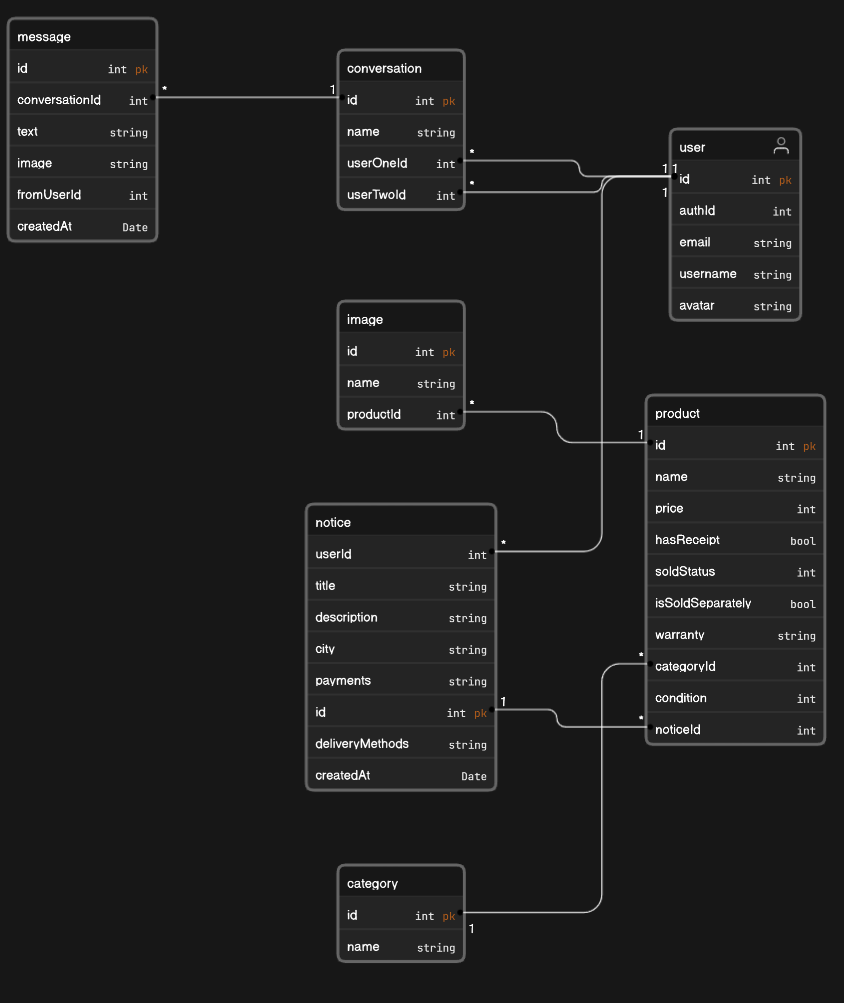 message
id int pk
conversationId int
text string
image string
fromUserId int
createdAt Date
* 1
conversation
id int pk
name string
userOneId int
userTwoId int
*
*
1 1
1
user
id int pk
authId int
email string
username string
avatar string
image
id int pk
name string
productId int
*
1
product
id int pk
name string
price int
hasReceipt bool
soldStatus int
isSoldSeparately bool
warranty string
categoryId int
condition int
noticeId int
*
*
notice
userId int
title string
description string
city string
payments string
id int pk
deliveryMethods string
createdAt Date
*
1
category
id int pk
name string
1